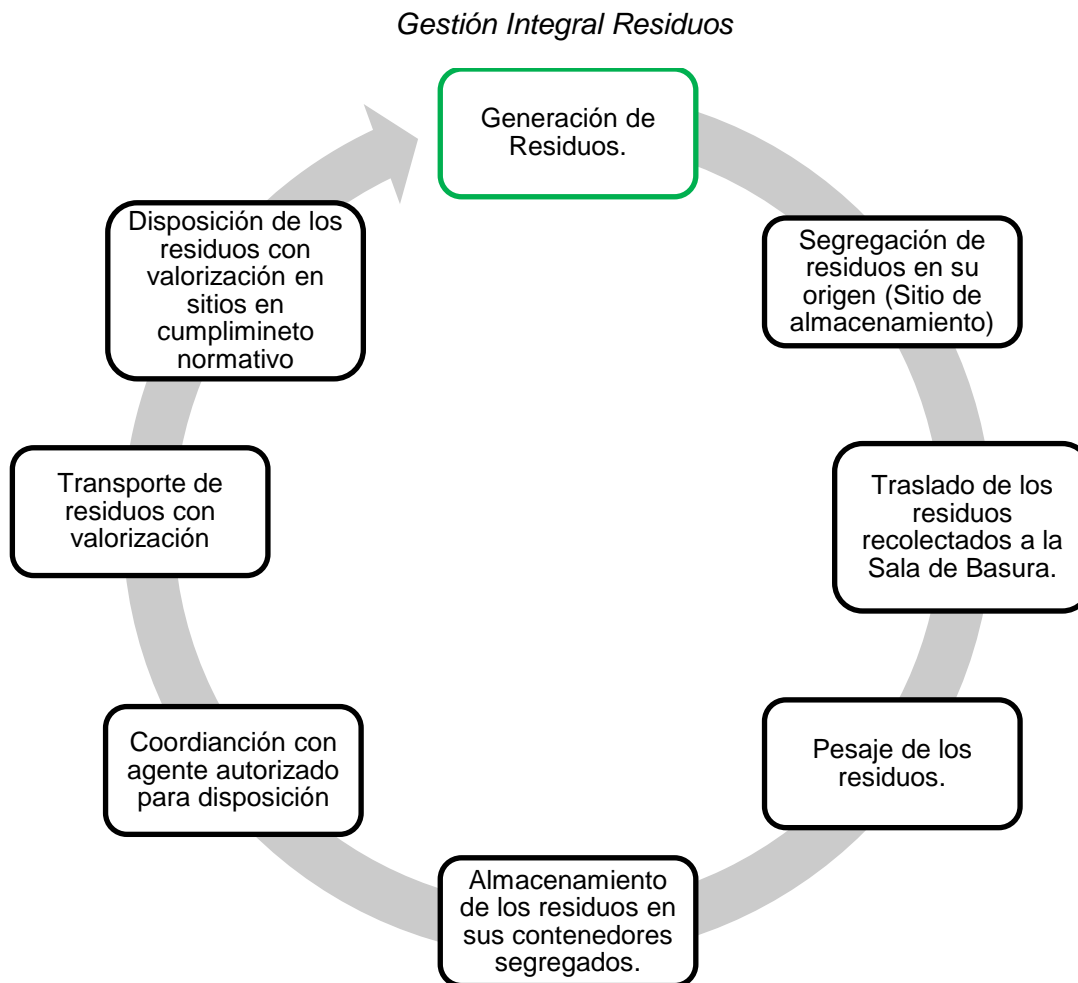 Gestión Integral Residuos
Generación de
Residuos.
Segregación de
residuos en su
origen (Sitio de
almacenamiento)
Traslado de los
residuos
recolectados a la
Sala de Basura.
Pesaje de los
residuos.
Almacenamiento
de los residuos en
sus contenedores
segregados.
Coordianción con
agente autorizado
para disposición
Transporte de
residuos con
valorización
Disposición de los
residuos con
valorización en
sitios en
cumplimineto
normativo